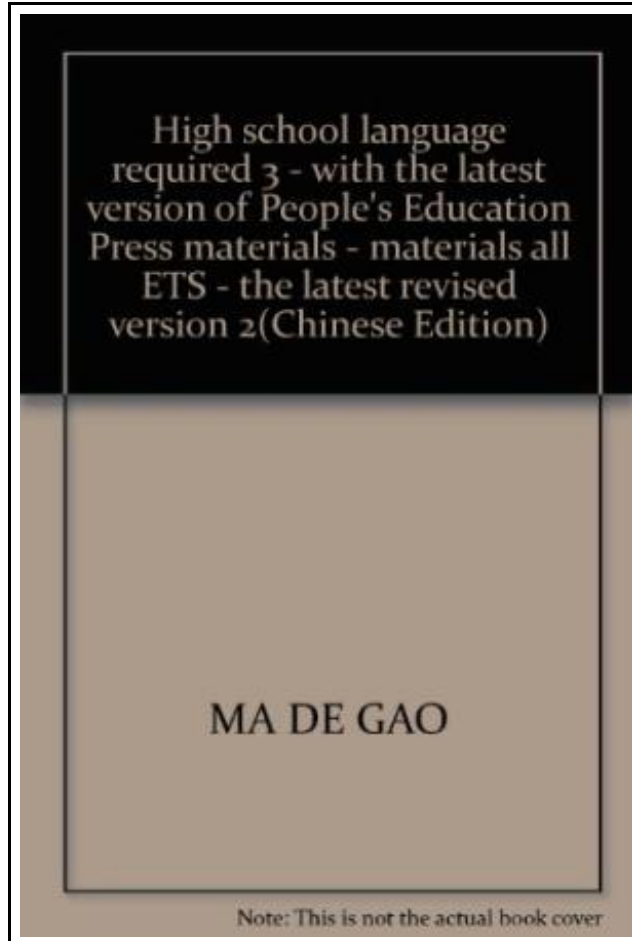 High school language
required 3 - with the latest
version of People's Education
Press materials - materials all
ETS - the latest revised
version 2(Chinese Edition)
MA DE GAO
Note: This is not the actual book cover